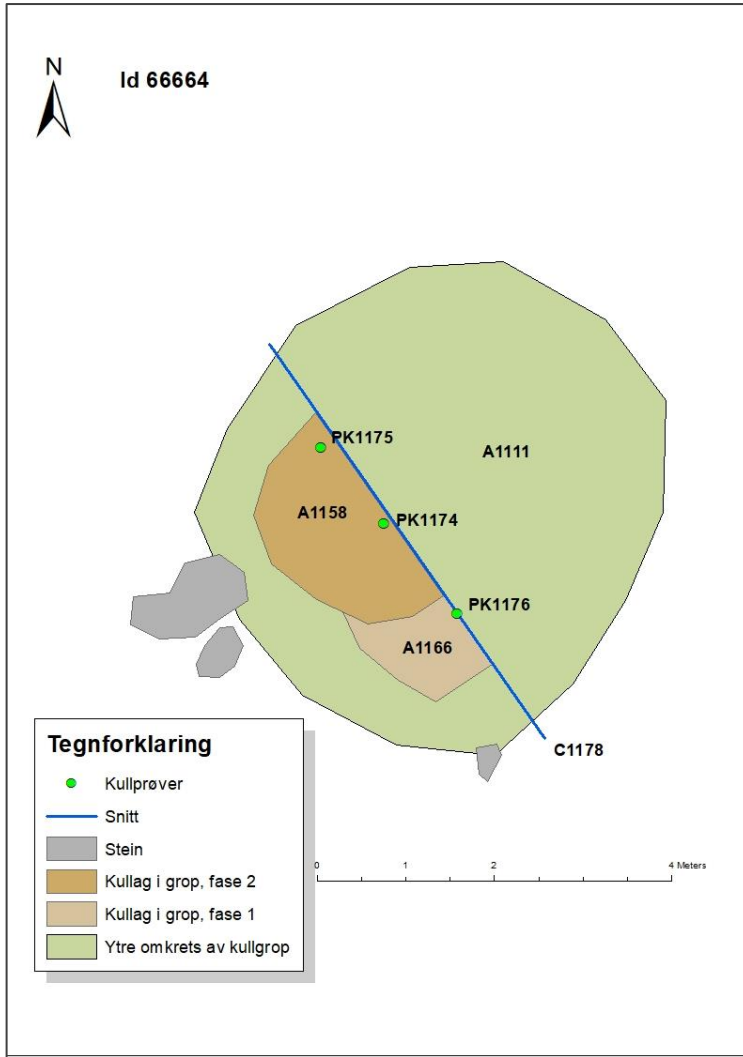 N
Id 66664
PK1175
A1111
A1158
PK1174
PK1176
A1166
C1178
Tegnforklaring
Kullprøver
Snitt
Stein
Kullag i grop, fase 2
Kullag i grop, fase 1
Ytre omkrets av kullgrop
0 1 2 4 Meters